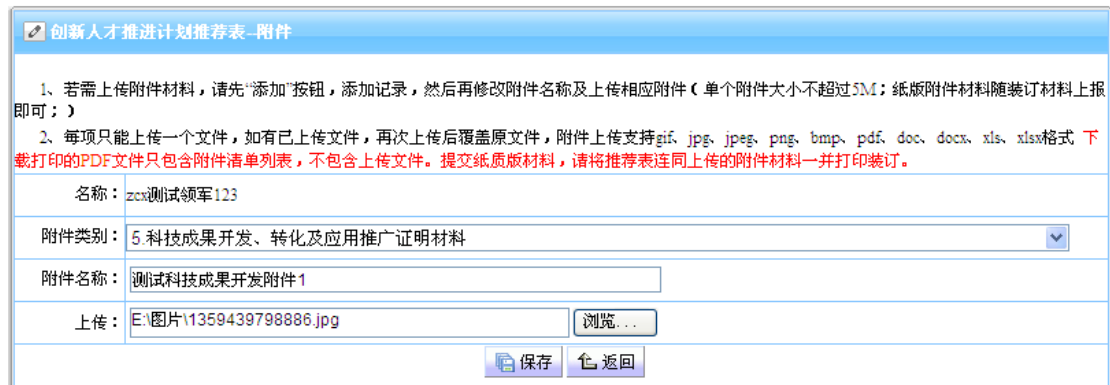 创新人才推进计划推荐表--附件
1、若需上传附件材料，请先“添加”按钮，添加记录，然后再修改附件名称及上传相应附件（单个附件大小不超过5M；纸版附件材料随装订材料上报
即可；）
2、每项只能上传一个文件，如有已上传文件，再次上传后覆盖原文件，附件上传支持gif、jpg、jpeg、png、bmp、pdf、doc、docx、xls、xlsx格式 下
载打印的PDF文件只包含附件清单列表，不包含上传文件。提交纸质版材料，请将推荐表连同上传的附件材料一并打印装订。
名称： zcx测试领军123
附件类别： 5.科技成果开发、转化及应用推广证明材料
附件名称： 测试科技成果开发附件1
上传： E:\图片\1359439798886.jpg 浏览...
保存 返回